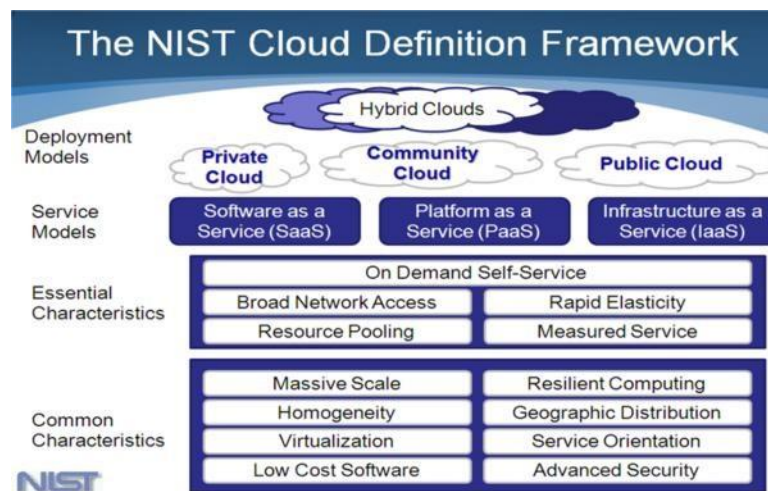 The NIST Cloud Definition Framework
Hybrid Clouds
Deployment
Models
Private
Cloud
Community
Cloud
Public Cloud
Service
Models
Software as a
Service (SaaS)
Platform as a
Service (PaaS)
Infrastructure as a
Service (IaaS)
Essential
Characteristics
On Demand Self-Service
Broad Network Access
Rapid Elasticity
Resource Pooling
Measured Service
Common
Characteristics
Massive Scale
Resilient Computing
Homogeneity
Geographic Distribution
Virtualization
Service Orientation
Low Cost Software
Advanced Security
NIST